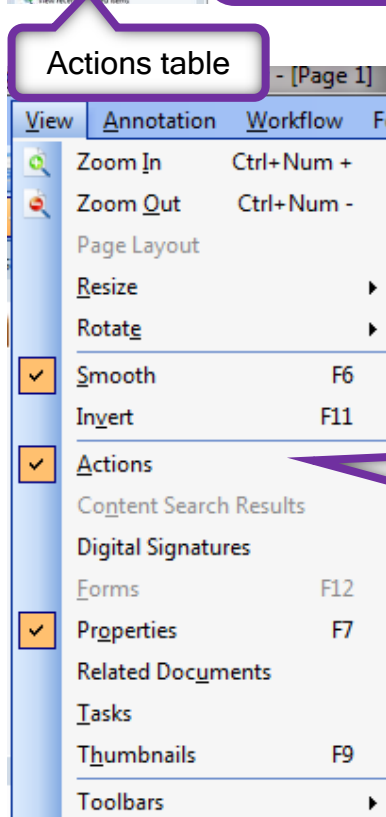 Actions table
- [Page 1]
View Annotation Workflow
Zoom In Ctrl+Num +
Zoom Out Ctrl+Num -
Page Layout
Resize
Rotate
Smooth F6
Invert F11
Actions
Content Search Results
Digital Signatures
Forms F12
Properties F7
Related Documents
Tasks
Thumbnails F9
Toolbars